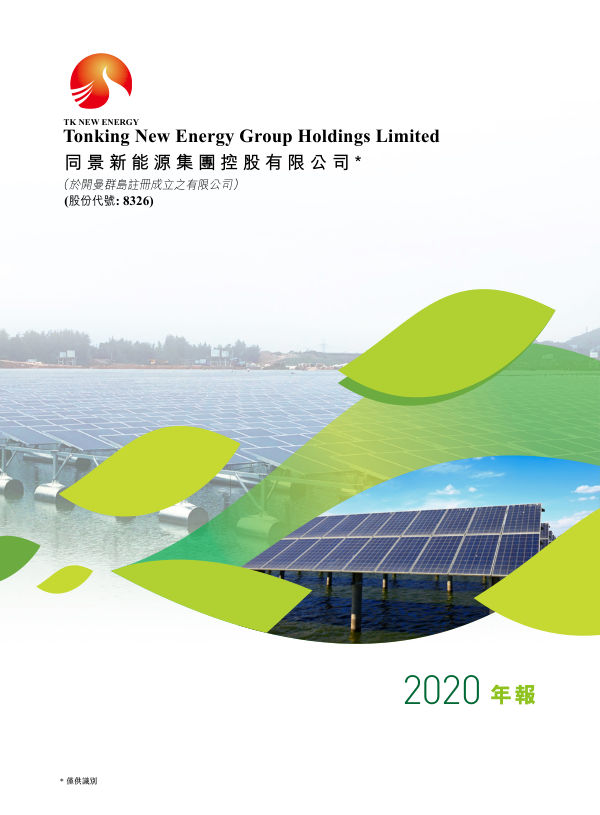 TK NEW ENERGY
Tonking New Energy Group Holdings Limited
同景新能源集團控股有限公司*
(於開曼群島註冊成立之有限公司)
(股份代號: 8326)
2020 年報
* 僅供識別